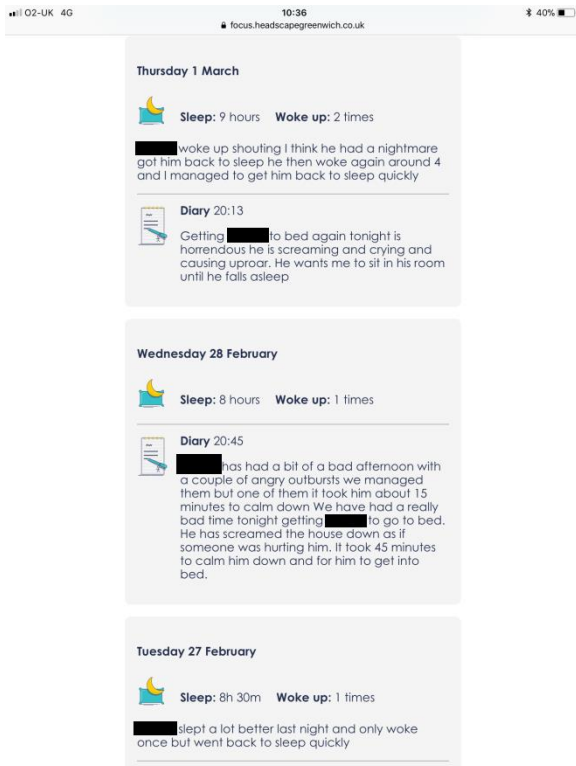 O2-UK 4G 10:36 40%
focus.headscapegreenwich.co.uk
Thursday 1 March
Sleep: 9 hours Woke up: 2 times
woke up shouting I think he had a nightmare
got him back to sleep he then woke again around 4
and I managed to get him back to sleep quickly
Diary 20:13
Getting to bed again tonight is
horrendous he is screaming and crying and
causing uproar. He wants me to sit in his room
until he falls asleep
Wednesday 28 February
Sleep: 8 hours Woke up: 1 times
Diary 20:45
has had a bit of a bad afternoon with
a couple of angry outbursts we managed
them but one of them it took him about 15
minutes to calm down We have had a really
bad time tonight getting to go to bed.
He has screamed the house down as if
someone was hurting him. It took 45 minutes
to calm him down and for him to get into
bed.
Tuesday 27 February
Sleep: 8h 30m Woke up: 1 times
slept a lot better last night and only woke
once but went back to sleep quickly